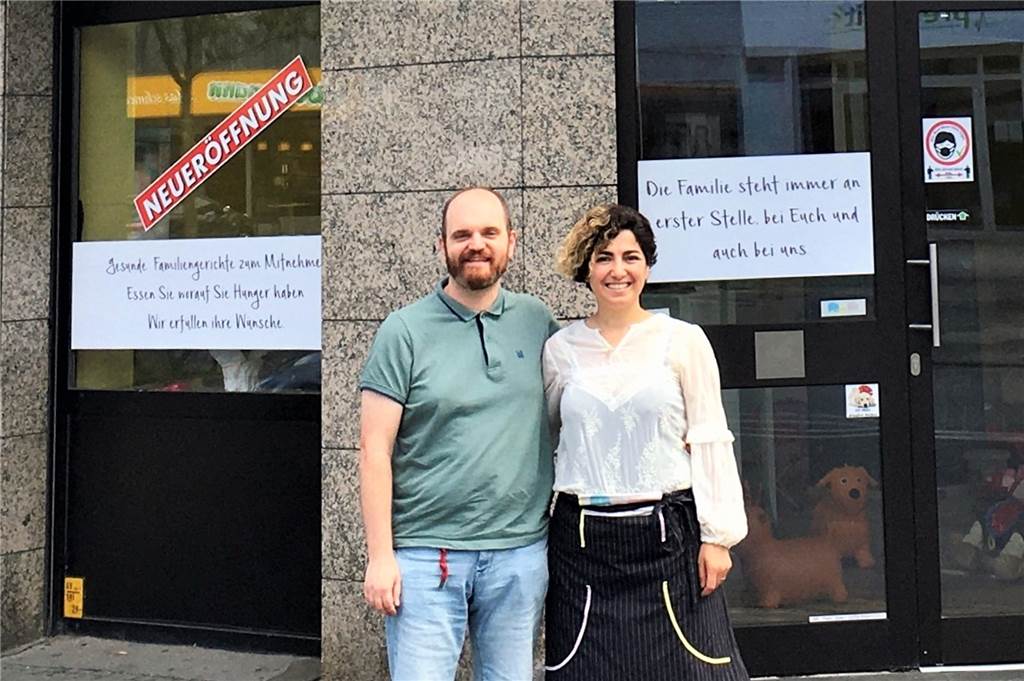 NEUERÖFFNUNG
Gesunde Familiengerichte zum Mitnehme
Essen Sie worauf Sie Hunger haben
Wir erfüllen ihre Wünsche.
Die Familie steht immer an
erster Stelle. bei Euch und
auch bei uns
DRÜCKEN